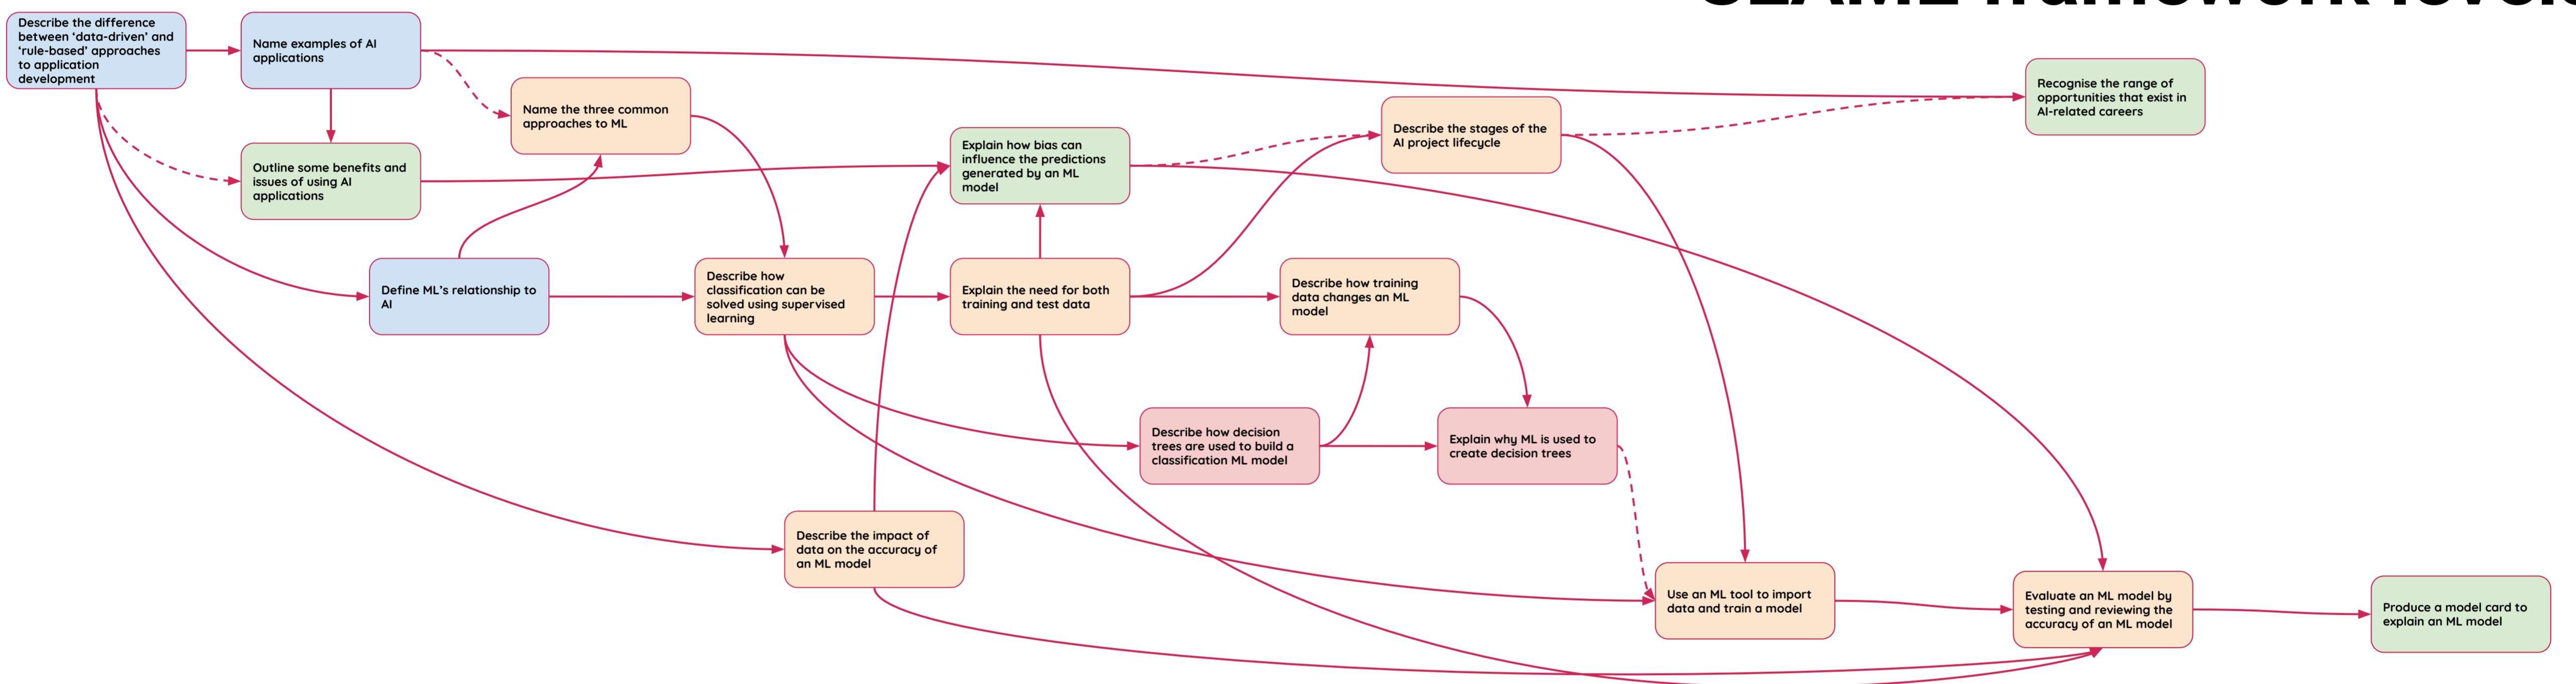 Describe the difference
between ‘data-driven’ and
‘rule-based’ approaches
to application
development
Name examples of AI
applications
Name the three common
approaches to ML
Outline some benefits and
issues of using AI
applications
Define ML’s relationship to
AI
Describe how
classification can be
solved using supervised
learning
Explain how bias can
influence the predictions
generated by an ML
model
Explain the need for both
training and test data
Describe the stages of the
AI project lifecycle
Recognise the range of
opportunities that exist in
AI-related careers
Describe how training
data changes an ML
model
Describe how decision
trees are used to build a
classification ML model
Explain why ML is used to
create decision trees
Describe the impact of
data on the accuracy of
an ML model
Use an ML tool to import
data and train a model
Evaluate an ML model by
testing and reviewing the
accuracy of an ML model
Produce a model card to
explain an ML model